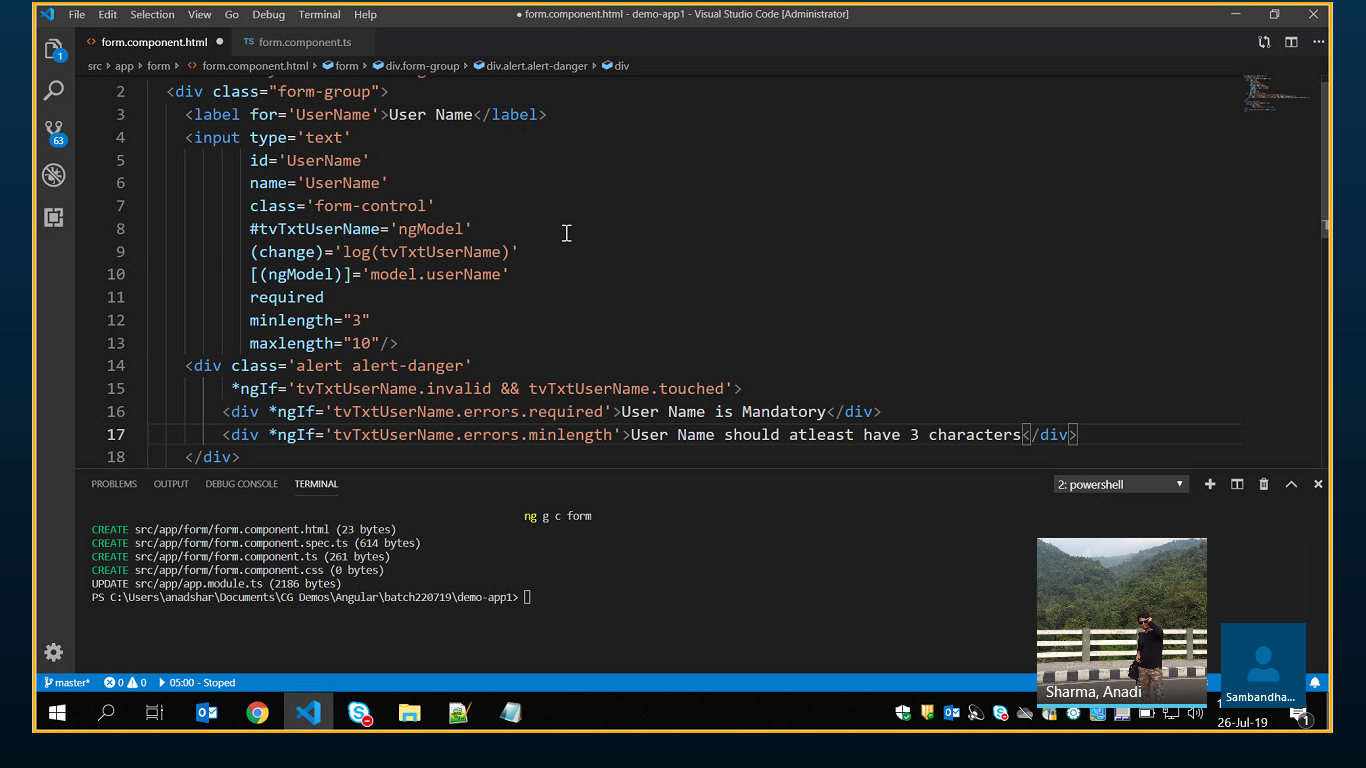 File Edit Selection View Go Debug Terminal Help
● form.component.html - demo-app1 - Visual Studio Code [Administrator]
<> form.component.html ●
TS form.component.ts
src › app › form › <> form.component.html › form › div.form-group › div.alert.alert-danger › div
2 <div class="form-group">
3 <label for='UserName'>User Name</label>
4 <input type='text'
5 id='UserName'
6 name='UserName'
7 class='form-control'
8 #tvTxtUserName='ngModel'
9 (change)='log(tvTxtUserName)'
10 [(ngModel)]='model.userName'
11 required
12 minlength="3"
13 maxlength="10"/>
14 <div class='alert alert-danger'
15 *ngIf='tvTxtUserName.invalid && tvTxtUserName.touched'>
16 <div *ngIf='tvTxtUserName.errors.required'>User Name is Mandatory</div>
17 <div *ngIf='tvTxtUserName.errors.minlength'>User Name should atleast have 3 characters</div>
18 </div>
1
63
PROBLEMS OUTPUT DEBUG CONSOLE TERMINAL
2: powershell
ng g c form
CREATE src/app/form/form.component.html (23 bytes)
CREATE src/app/form/form.component.spec.ts (614 bytes)
CREATE src/app/form/form.component.ts (261 bytes)
CREATE src/app/form/form.component.css (0 bytes)
UPDATE src/app/app.module.ts (2186 bytes)
PS C:\Users\anadshar\Documents\CG Demos\Angular\batch220719\demo-app1>
master* 0 0 05:00 - Stoped
Sharma, Anadi
Sambandha...
26-Jul-19
1